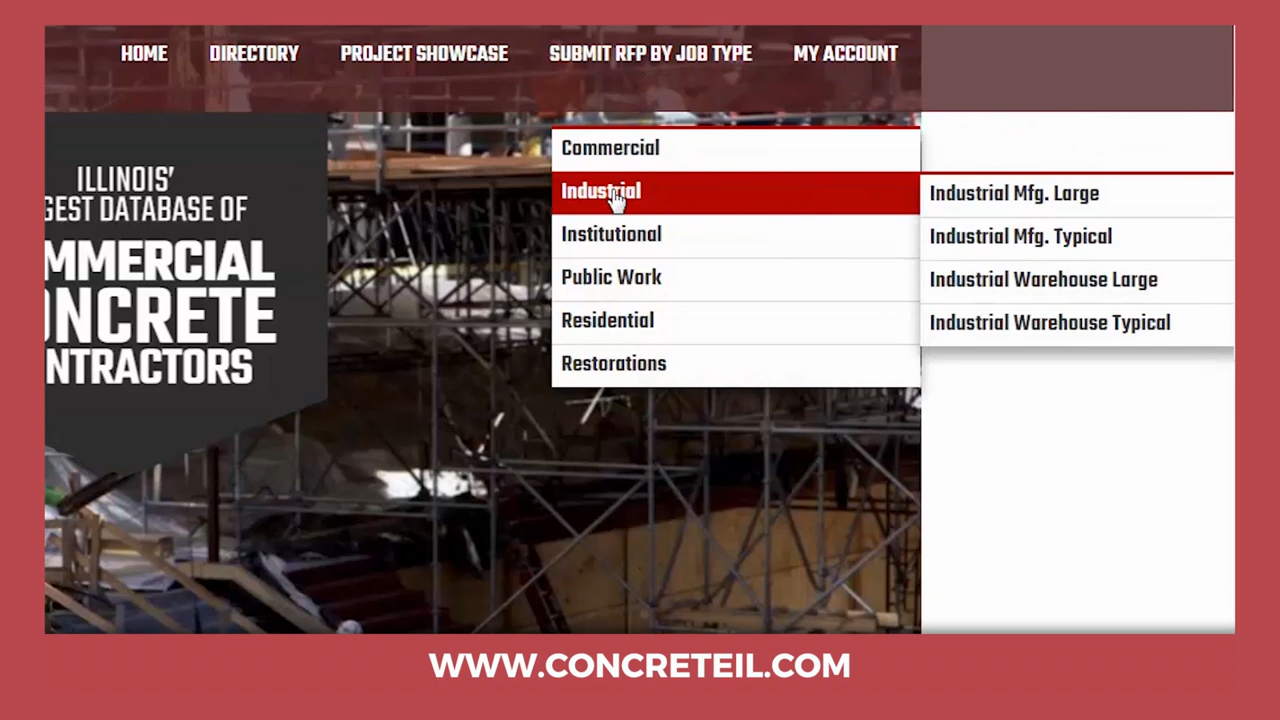 HOME DIRECTORY PROJECT SHOWCASE SUBMIT RFP BY JOB TYPE MY ACCOUNT
ILLINOIS'
GEST DATABASE OF
MMERCIAL
ONCRETE
NTRACTORS
Commercial
Industrial
Institutional
Public Work
Residential
Restorations
Industrial Mfg. Large
Industrial Mfg. Typical
Industrial Warehouse Large
Industrial Warehouse Typical
WWW.CONCRETEIL.COM